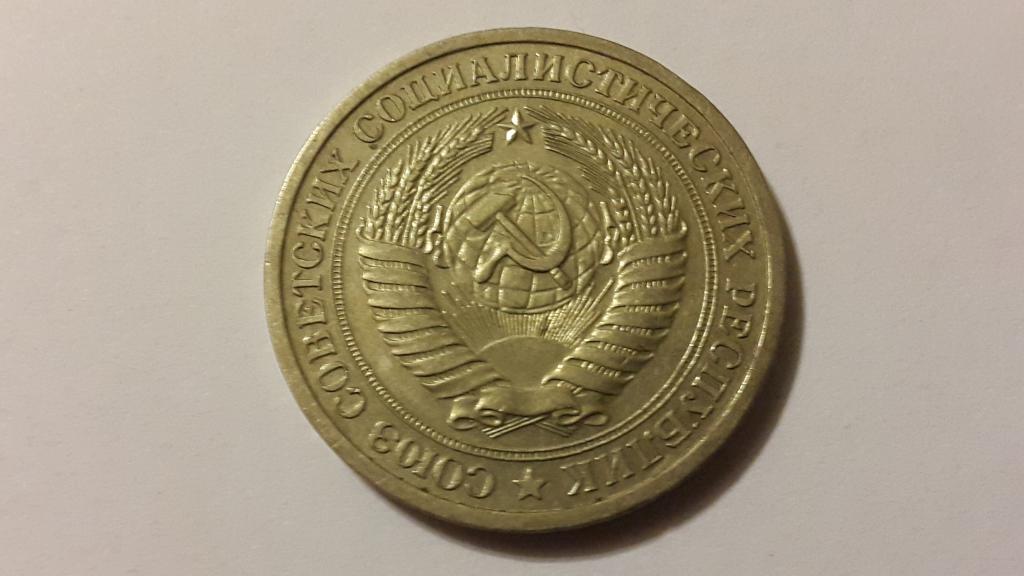 СОЮЗ СОВЕТСКИХ СОЦИАЛИСТИЧЕСКИХ РЕСПУБЛИК